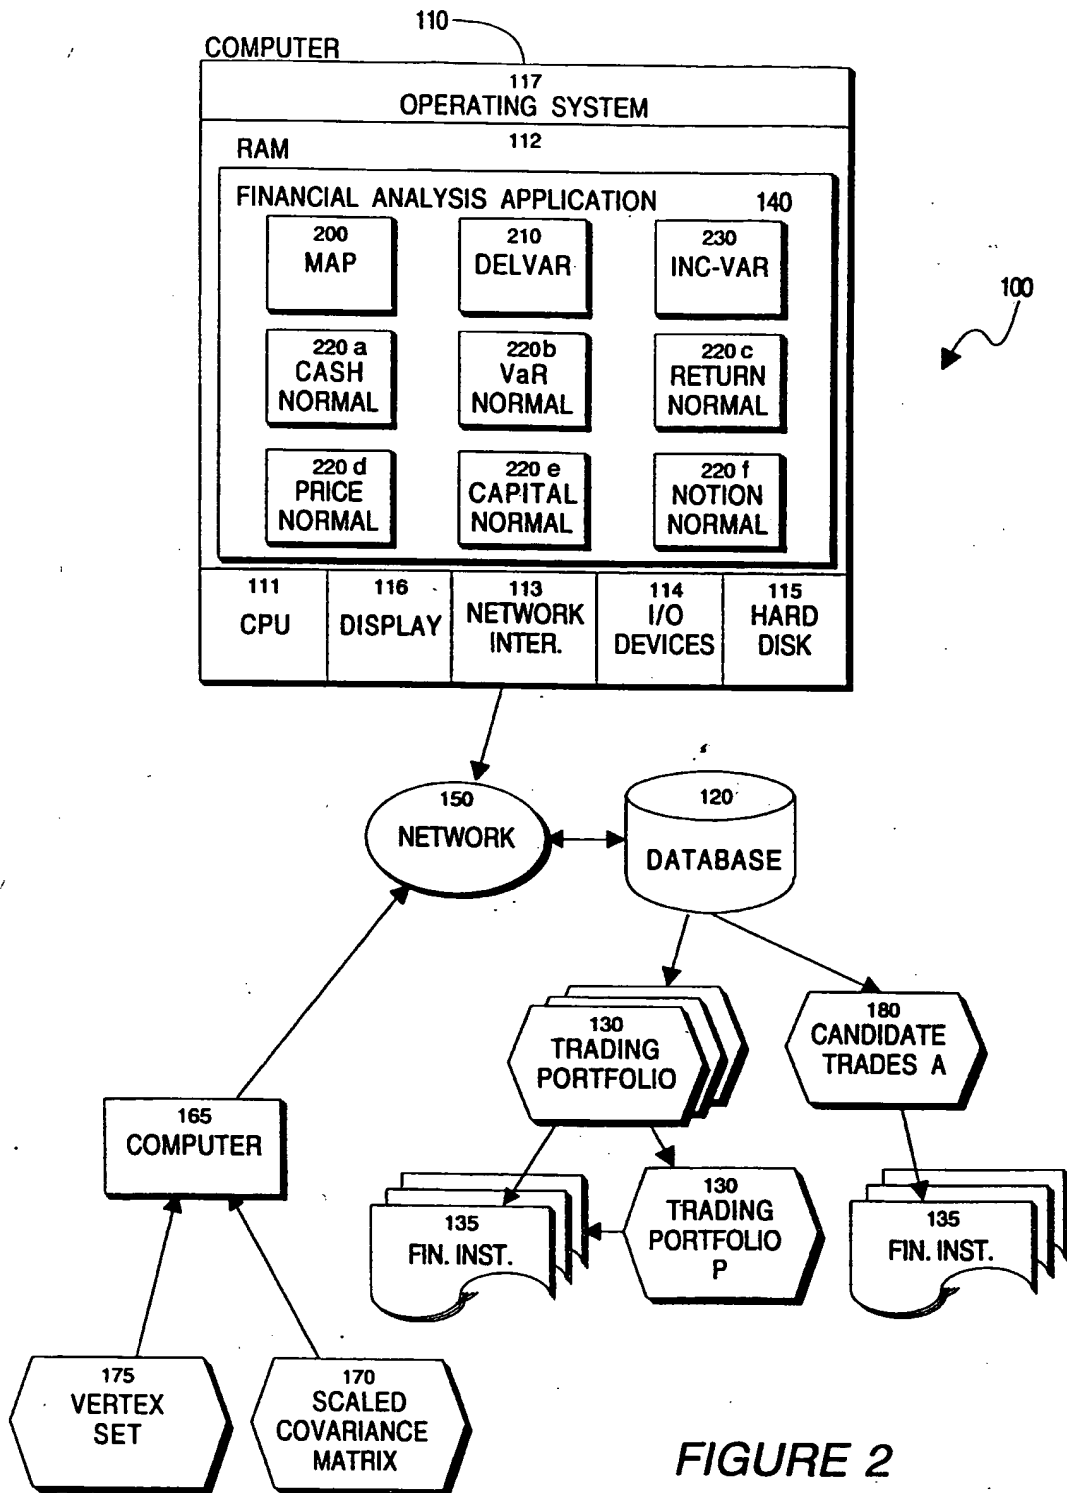 110
COMPUTER
117
OPERATING SYSTEM
112
RAM
FINANCIAL ANALYSIS APPLICATION 140
200
MAP
210
DELVAR
230
INC-VAR
100
220 a
CASH
NORMAL
220 b
VaR
NORMAL
220 c
RETURN
NORMAL
220 d
PRICE
NORMAL
220 e
CAPITAL
NORMAL
220 f
NOTION
NORMAL
111
CPU
116
DISPLAY
113
NETWORK
INTER.
114
I/O
DEVICES
115
HARD
DISK
150
NETWORK
120
DATABASE
130
TRADING
PORTFOLIO
180
CANDIDATE
TRADES A
165
COMPUTER
135
FIN. INST.
130
TRADING
PORTFOLIO
P
135
FIN. INST.
175
VERTEX
SET
170
SCALED
COVARIANCE
MATRIX
FIGURE 2